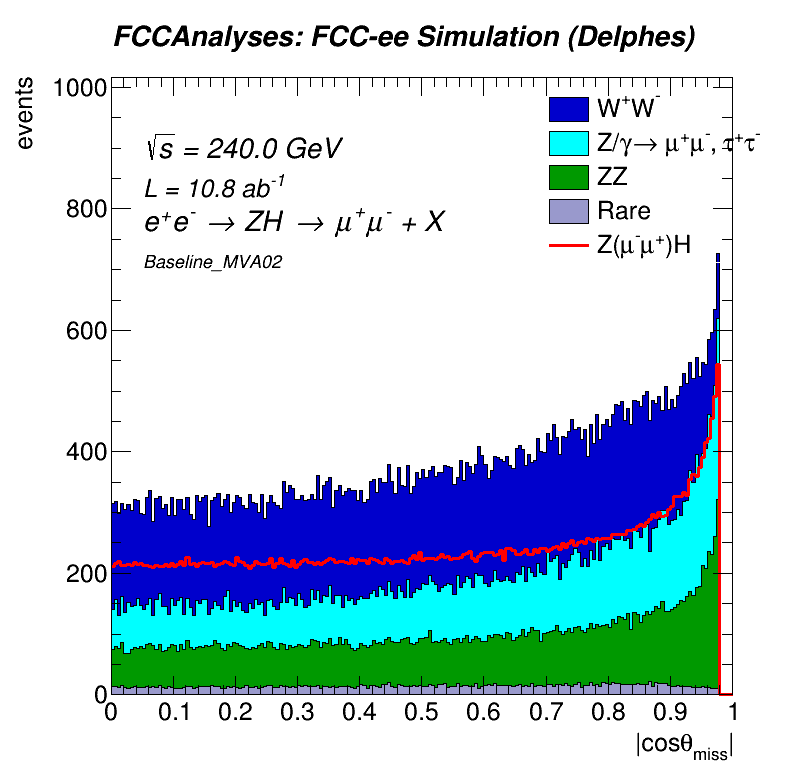 FCCAnalyses: FCC-ee Simulation (Delphes)
events
1000
800
600
400
200
0
√s = 240.0 GeV
L = 10.8 ab⁻¹
e⁺e⁻ → ZH → μ⁺μ⁻ + X
Baseline_MVA02
W⁺W⁻
Z/γ→ μ⁺μ⁻, τ⁺τ⁻
ZZ
Rare
Z(μ⁻μ⁺)H
0 0.1 0.2 0.3 0.4 0.5 0.6 0.7 0.8 0.9 1
|cosθ_miss|